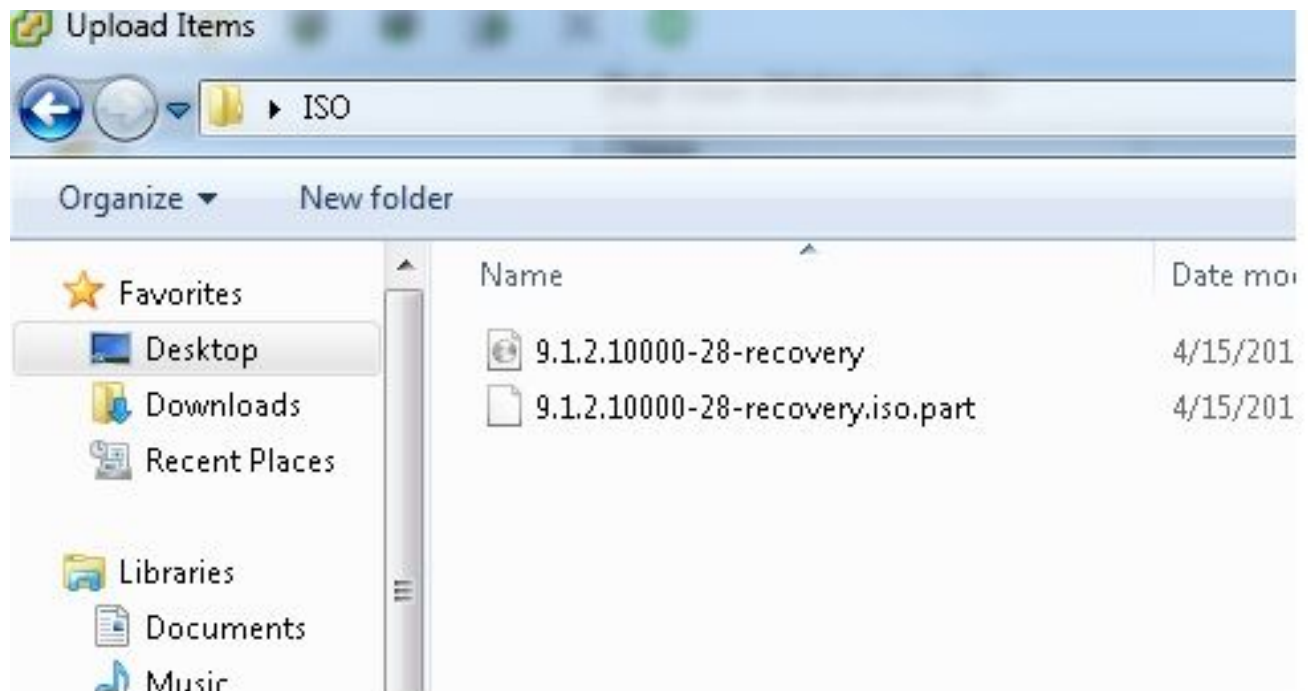 Upload Items
ISO
Organize New folder
Favorites
Desktop
Downloads
Recent Places
Libraries
Documents
Music
Name Date mo
9.1.2.10000-28-recovery 4/15/201
9.1.2.10000-28-recovery.iso.part 4/15/201